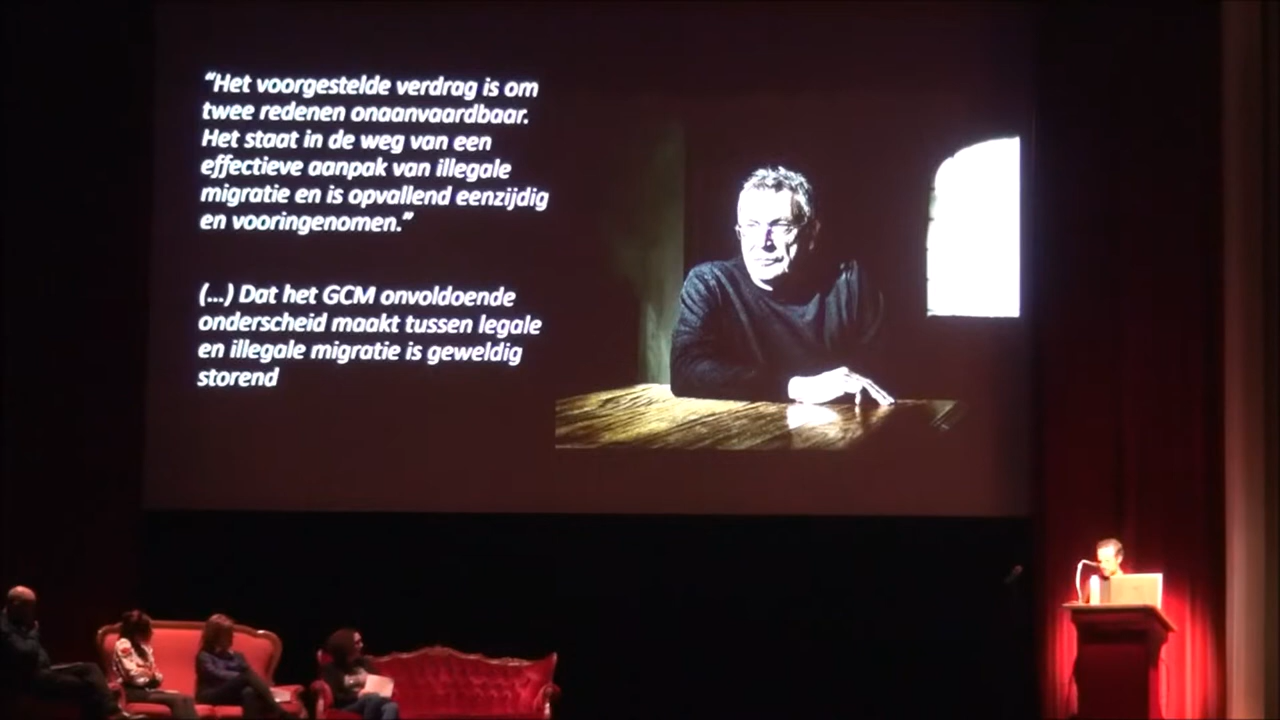 “Het voorgestelde verdrag is om
twee redenen onaanvaardbaar.
Het staat in de weg van een
effectieve aanpak van illegale
migratie en is opvallend eenzijdig
en vooringenomen.”
(...) Dat het GCM onvoldoende
onderscheid maakt tussen legale
en illegale migratie is geweldig
storend